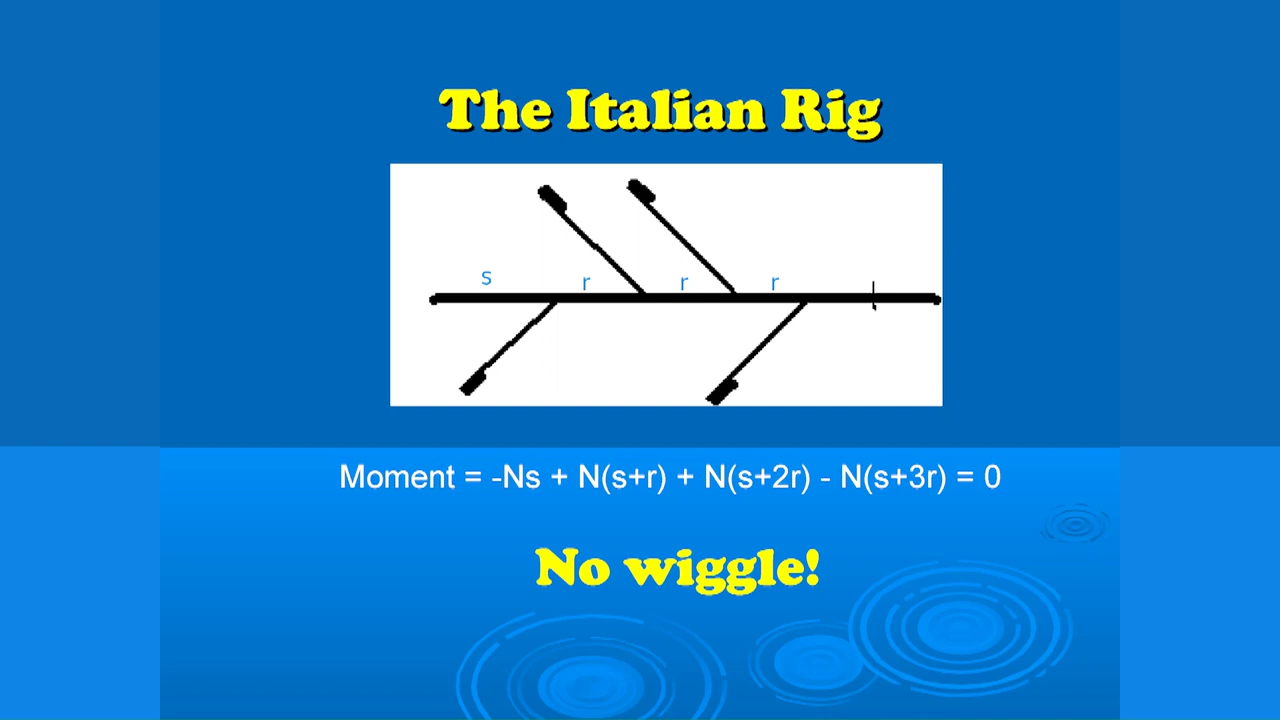 The Italian Rig
s r r r
Moment = -Ns + N(s+r) + N(s+2r) - N(s+3r) = 0
No wiggle!